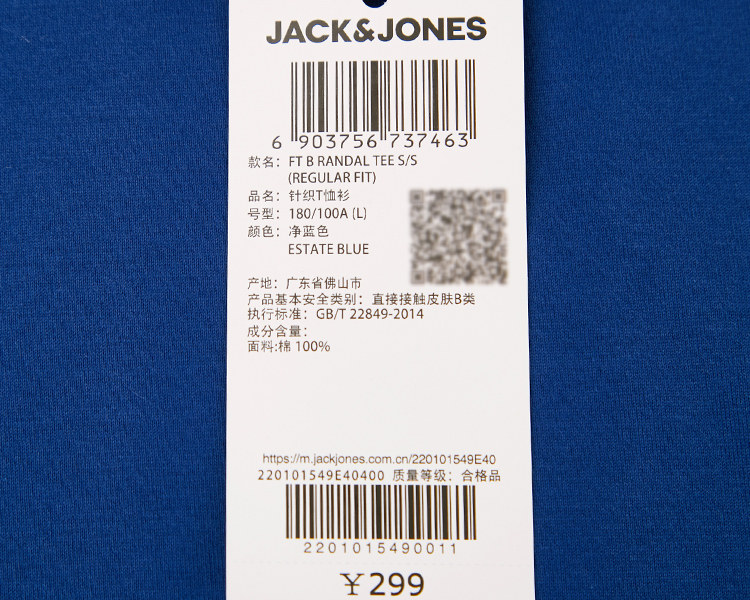 JACK&JONES
6 903756 737463
款名: FT B RANDAL TEE S/S
(REGULAR FIT)
品名: 针织T恤衫
号型: 180/100A (L)
颜色: 净蓝色
ESTATE BLUE
产地: 广东省佛山市
产品基本安全类别: 直接接触皮肤B类
执行标准: GB/T 22849-2014
成分含量:
面料:棉 100%
https://m.jackjones.com.cn/220101549E40
220101549E40400 质量等级: 合格品
2201015490011
￥299